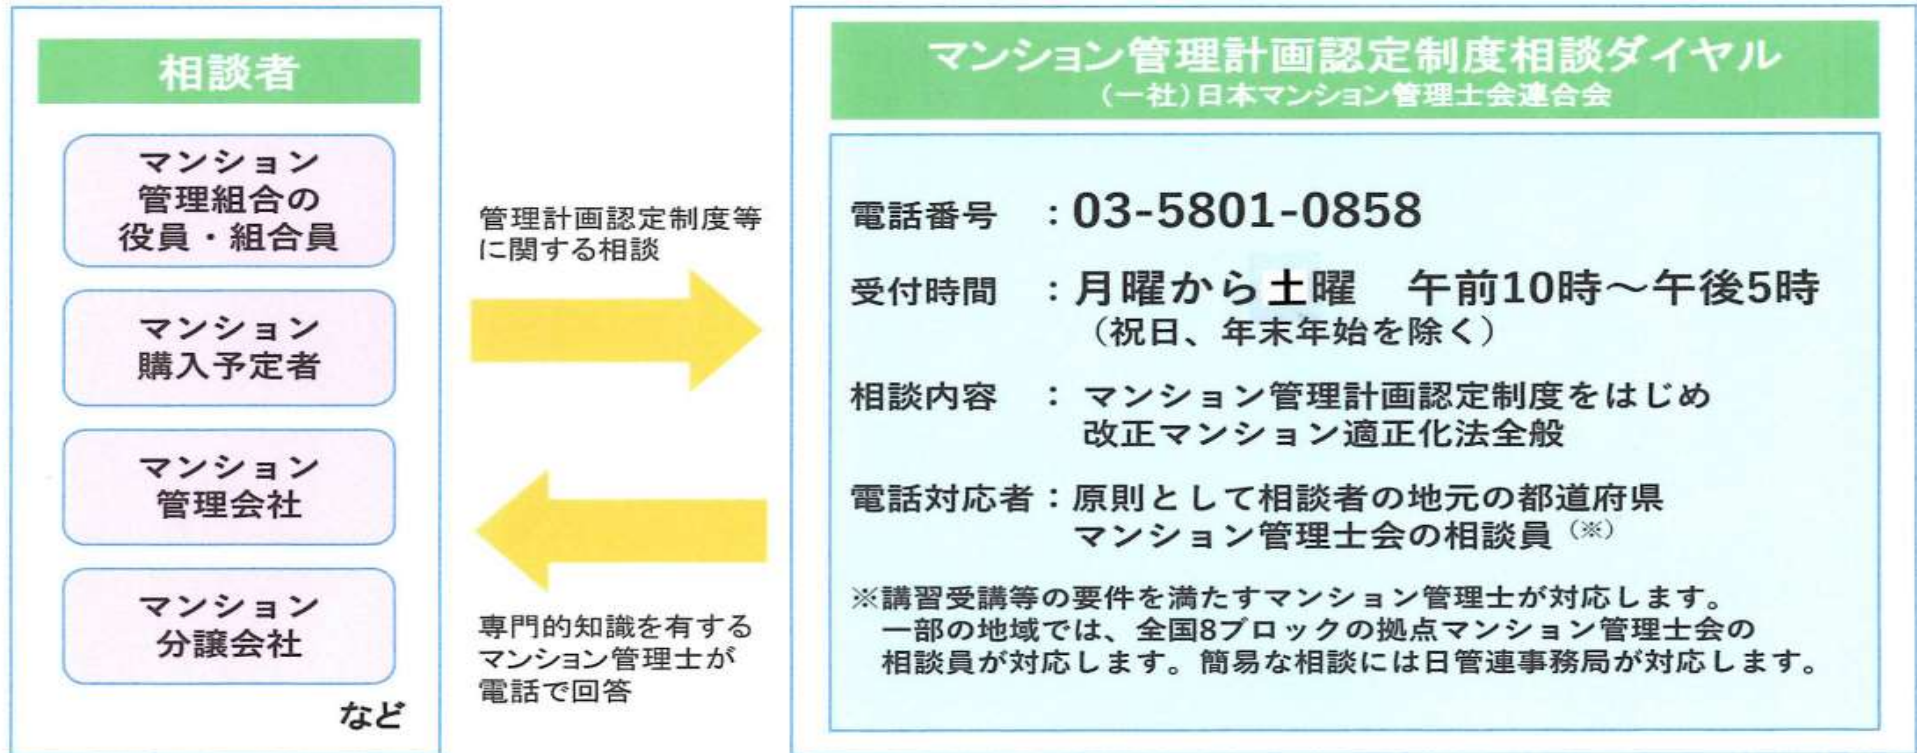 相談者
マンション
管理組合の
役員・組合員
マンション
購入予定者
マンション
管理会社
マンション
分譲会社
など
管理計画認定制度等
に関する相談
専門的知識を有する
マンション管理士が
電話で回答
マンション管理計画認定制度相談ダイヤル
(一社)日本マンション管理士会連合会
電話番号 : 03-5801-0858
受付時間 : 月曜から土曜 午前10時～午後5時
(祝日、年末年始を除く)
相談内容 : マンション管理計画認定制度をはじめ
改正マンション適正化法全般
電話対応者 : 原則として相談者の地元の都道府県
マンション管理士会の相談員(※)
※講習受講等の要件を満たすマンション管理士が対応します。
一部の地域では、全国8ブロックの拠点マンション管理士会の
相談員が対応します。簡易な相談には日管連事務局が対応します。